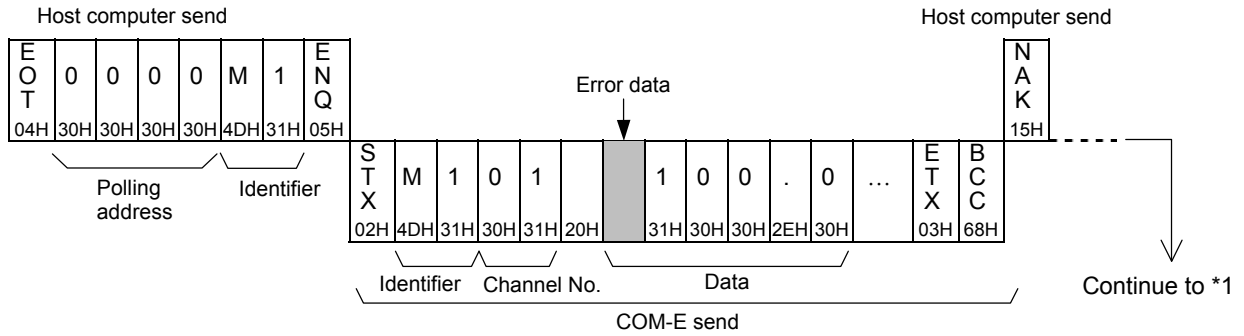 Host computer send
Host computer send
E O T 0 0 0 0 M 1 E N Q
04H 30H 30H 30H 30H 4DH 31H 05H
Error data
N A K
15H
Polling address
Identifier
S T X M 1 0 1 1 0 0 . 0 ... E T X B C C
02H 4DH 31H 30H 31H 20H 31H 30H 30H 2EH 30H 03H 68H
Identifier Channel No. Data
Continue to *1
COM-E send